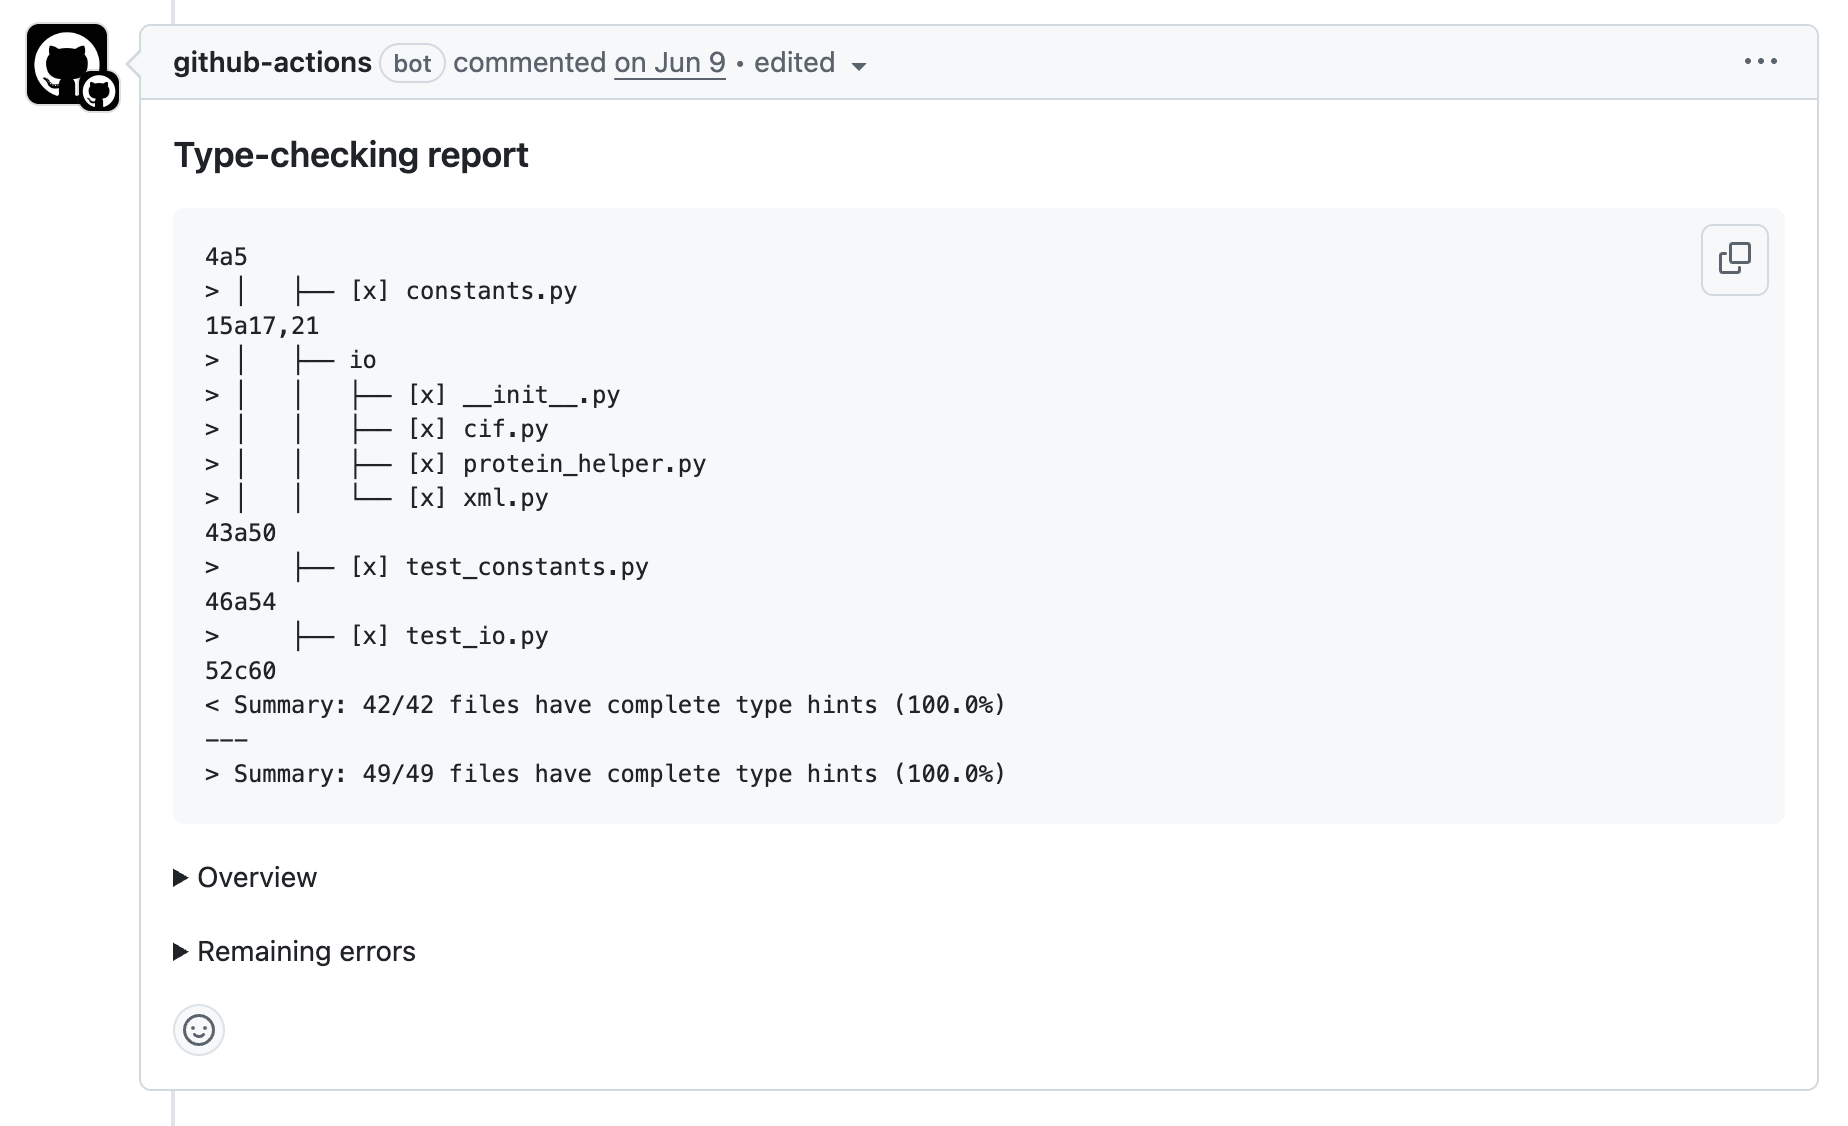 github-actions bot commented on Jun 9 • edited
Type-checking report
4a5
> │   ├── [x] constants.py
15a17,21
> │   ├── io
> │   │   ├── [x] __init__.py
> │   │   ├── [x] cif.py
> │   │   ├── [x] protein_helper.py
> │   │   └── [x] xml.py
43a50
>     ├── [x] test_constants.py
46a54
>     ├── [x] test_io.py
52c60
< Summary: 42/42 files have complete type hints (100.0%)
---
> Summary: 49/49 files have complete type hints (100.0%)
Overview
Remaining errors